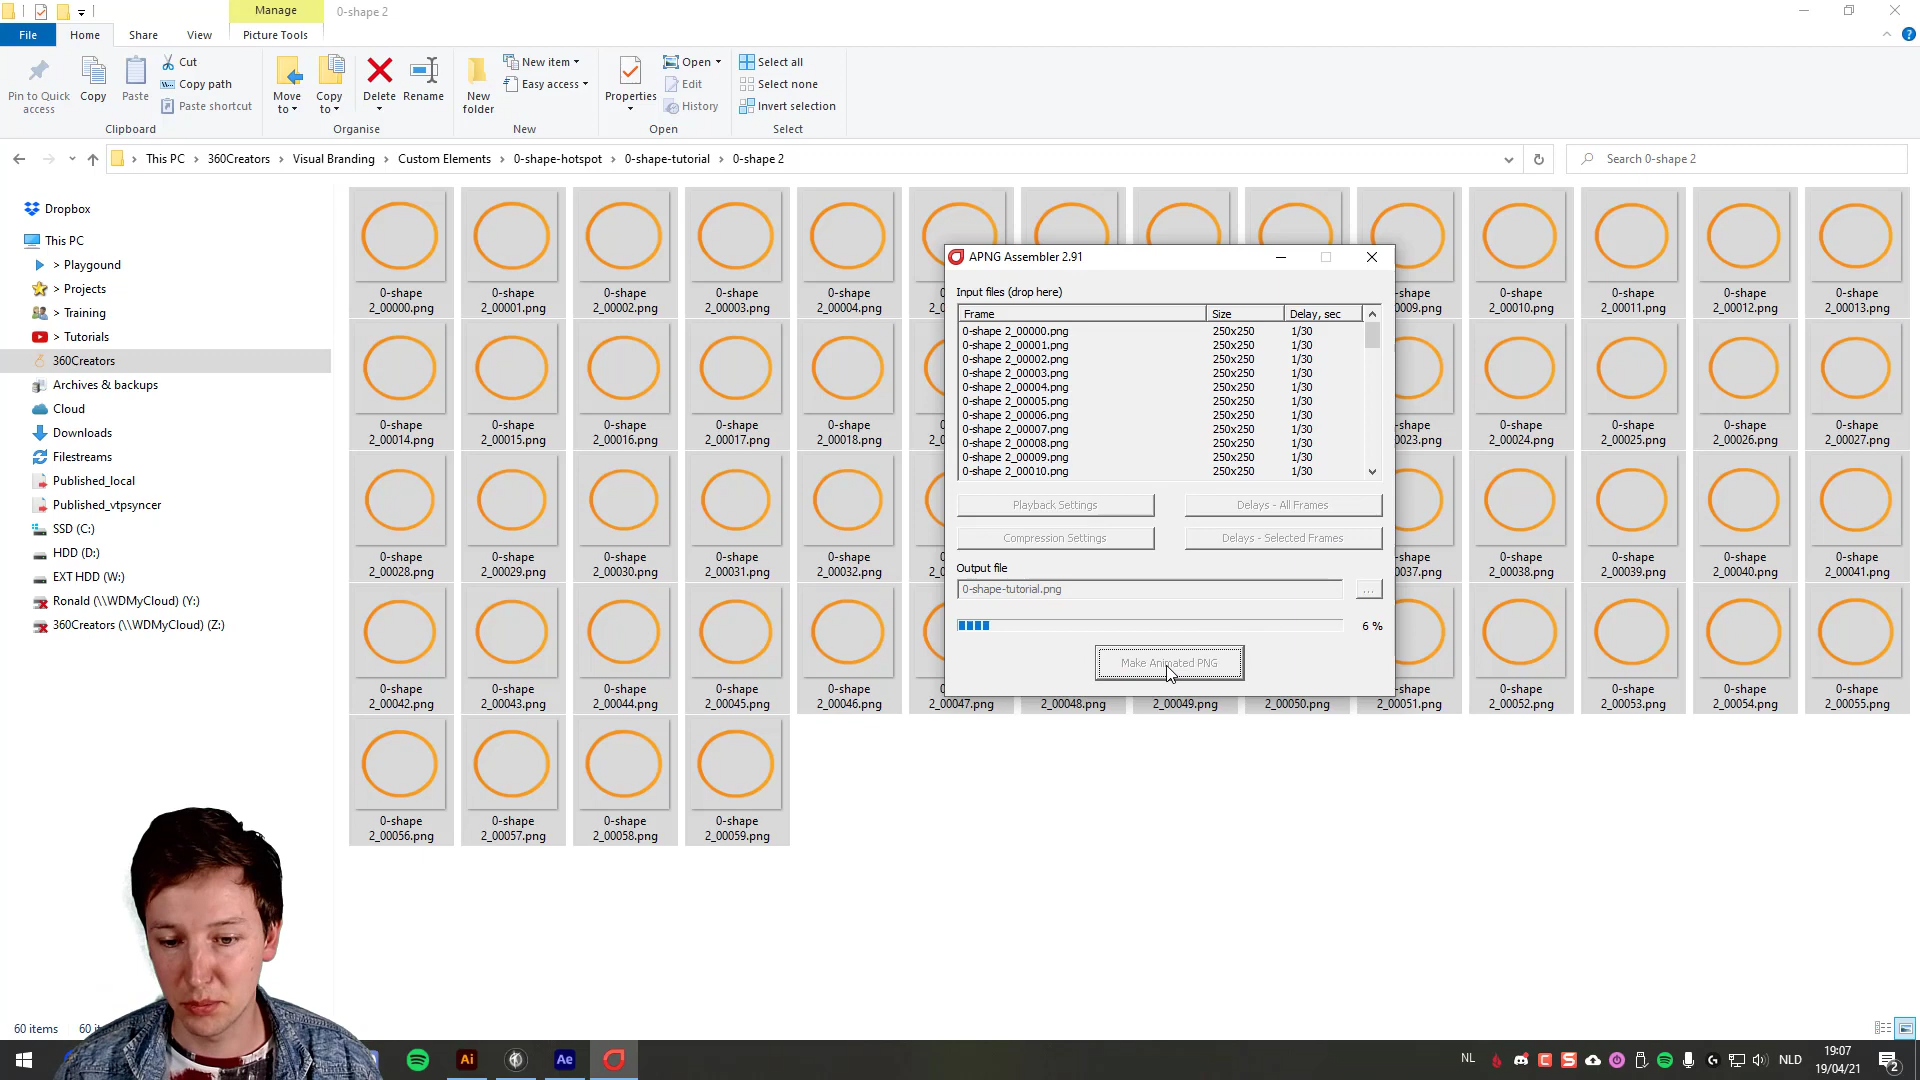 Manage
0-shape 2
File
Home
Share
View
Picture Tools
Pin to Quick access
Copy
Paste
Cut
Copy path
Paste shortcut
Clipboard
Move to
Copy to
Delete
Rename
Organise
New folder
New item
Easy access
New
Properties
Open
Edit
History
Open
Select all
Select none
Invert selection
Select
This PC
360Creators
Visual Branding
Custom Elements
0-shape-hotspot
0-shape-tutorial
0-shape 2
Search 0-shape 2
Dropbox
This PC
> Playgound
> Projects
> Training
> Tutorials
360Creators
Archives & backups
Cloud
Downloads
Filestreams
Published_local
Published_vtpsyncer
SSD (C:)
HDD (D:)
EXT HDD (W:)
Ronald (\\WDMyCloud) (Y:)
360Creators (\\WDMyCloud) (Z:)
0-shape 2_00000.png
0-shape 2_00001.png
0-shape 2_00002.png
0-shape 2_00003.png
0-shape 2_00010.png
0-shape 2_00011.png
0-shape 2_00012.png
0-shape 2_00013.png
0-shape 2_00014.png
0-shape 2_00015.png
0-shape 2_00016.png
0-shape 2_00017.png
0-shape 2_00018.png
0-shape 2_00024.png
0-shape 2_00025.png
0-shape 2_00026.png
0-shape 2_00027.png
0-shape 2_00028.png
0-shape 2_00029.png
0-shape 2_00030.png
0-shape 2_00031.png
0-shape 2_00032.png
0-shape 2_00038.png
0-shape 2_00039.png
0-shape 2_00040.png
0-shape 2_00041.png
0-shape 2_00042.png
0-shape 2_00043.png
0-shape 2_00044.png
0-shape 2_00045.png
0-shape 2_00046.png
2_00047.png
2_00048.png
2_00049.png
2_00050.png
2_00051.png
0-shape 2_00052.png
0-shape 2_00053.png
0-shape 2_00054.png
0-shape 2_00055.png
0-shape 2_00056.png
0-shape 2_00057.png
0-shape 2_00058.png
0-shape 2_00059.png
APNG Assembler 2.91
Input files (drop here)
Frame Size Delay, sec
0-shape 2_00000.png 250x250 1/30
0-shape 2_00001.png 250x250 1/30
0-shape 2_00002.png 250x250 1/30
0-shape 2_00003.png 250x250 1/30
0-shape 2_00004.png 250x250 1/30
0-shape 2_00005.png 250x250 1/30
0-shape 2_00006.png 250x250 1/30
0-shape 2_00007.png 250x250 1/30
0-shape 2_00008.png 250x250 1/30
0-shape 2_00009.png 250x250 1/30
0-shape 2_00010.png 250x250 1/30
Playback Settings
Delays - All Frames
Compression Settings
Delays - Selected Frames
Output file
0-shape-tutorial.png
...
6 %
Make Animated PNG
60 items
Ai
Ae
NL
NLD
19:07
19/04/21
2